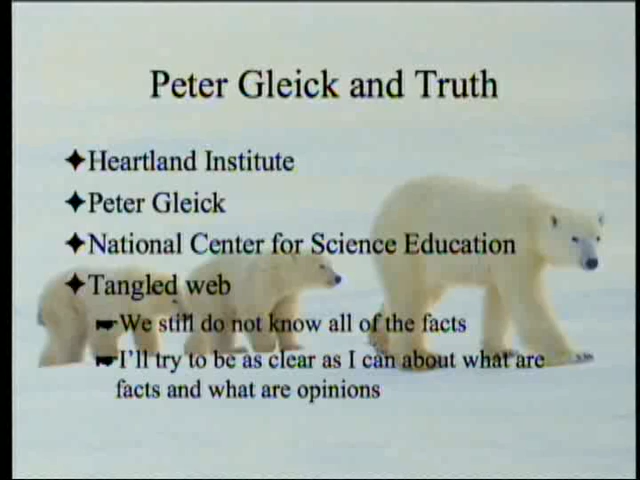 Peter Gleick and Truth
Heartland Institute
Peter Gleick
National Center for Science Education
Tangled web
We still do not know all of the facts
I'll try to be as clear as I can about what are
facts and what are opinions